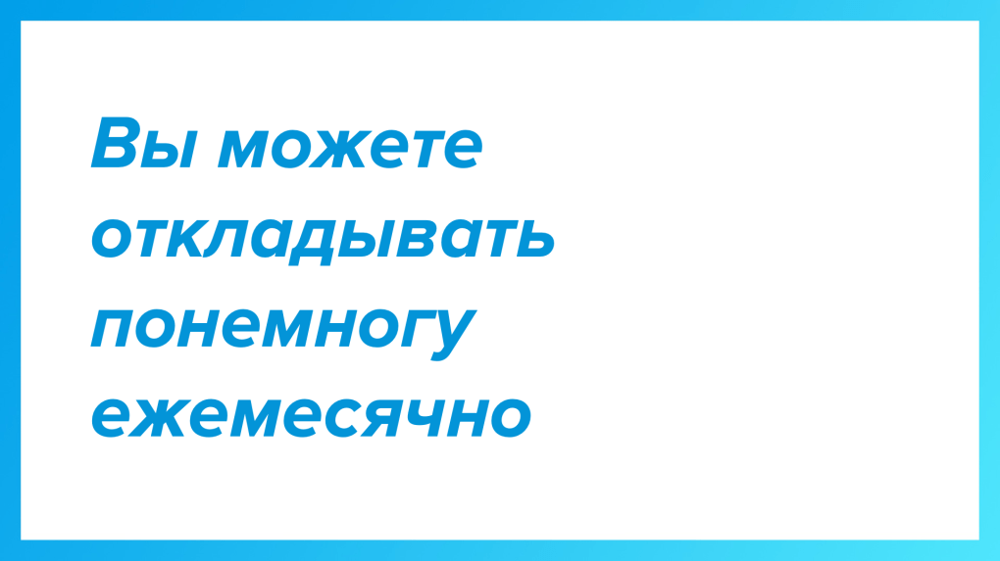 Вы можете
откладывать
понемногу
ежемесячно